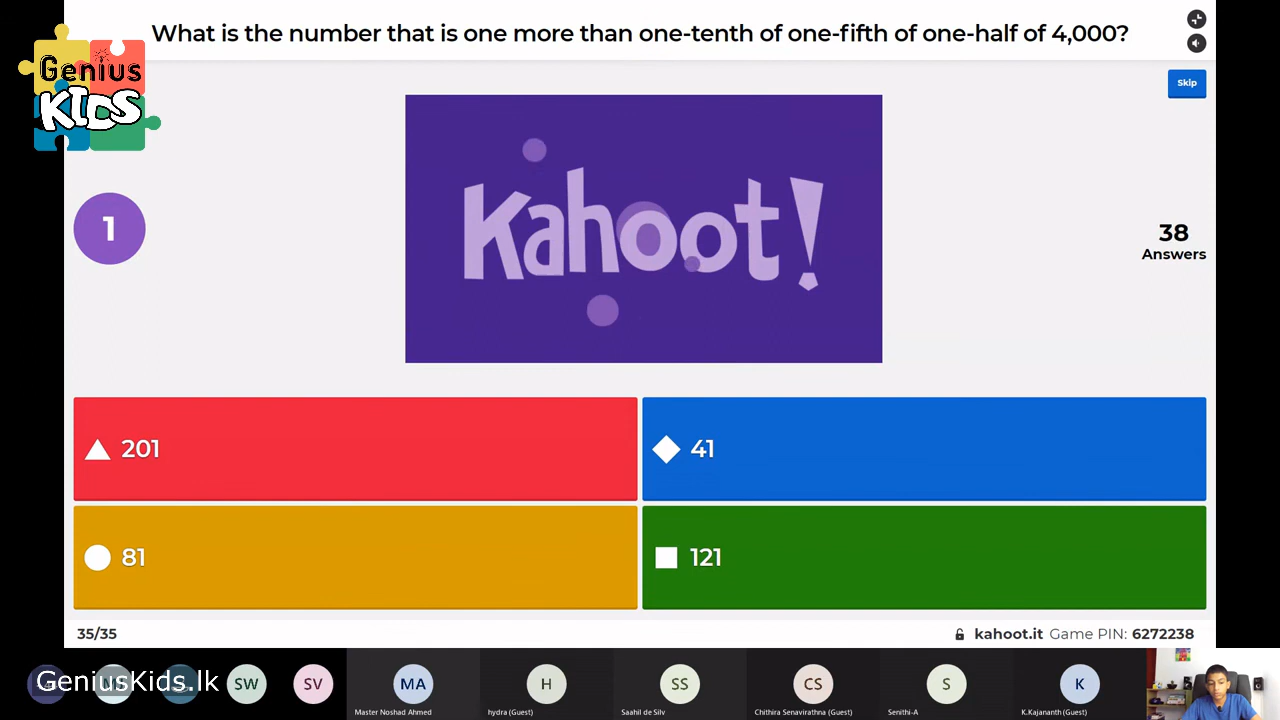 What is the number that is one more than one-tenth of one-fifth of one-half of 4,000?
Genius
KIDS
Skip
1
Kahoot!
38
Answers
201
41
81
121
35/35
kahoot.it Game PIN: 6272238
GeniusKids.lk
SW
SV
MA
H
SS
CS
S
K
Master Noshad Ahmed
hydra (Guest)
Saahil de Silv
Chithira Senavirathna (Guest)
Senithi-A
K.Kajananth (Guest)